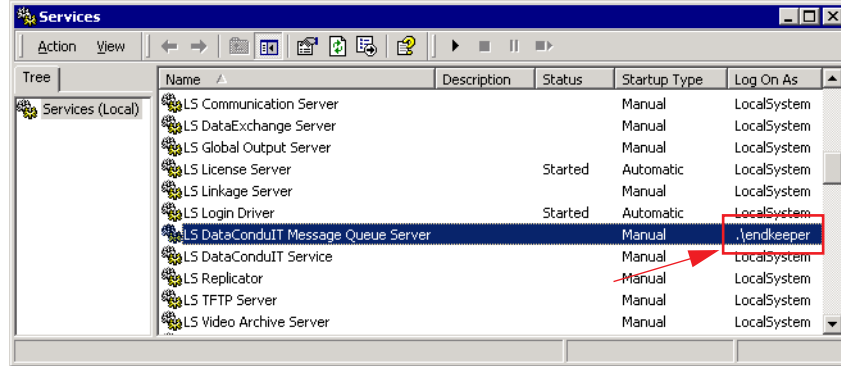 Services
Action View
Tree
Name Description Status Startup Type Log On As
Services (Local)
LS Communication Server Manual LocalSystem
LS DataExchange Server Manual LocalSystem
LS Global Output Server Manual LocalSystem
LS License Server Started Automatic LocalSystem
LS Linkage Server Manual LocalSystem
LS Login Driver Started Automatic LocalSystem
LS DataConduIT Message Queue Server Manual .\endkeeper
LS DataConduIT Service Manual LocalSystem
LS Replicator Manual LocalSystem
LS TFTP Server Manual LocalSystem
LS Video Archive Server Manual LocalSystem